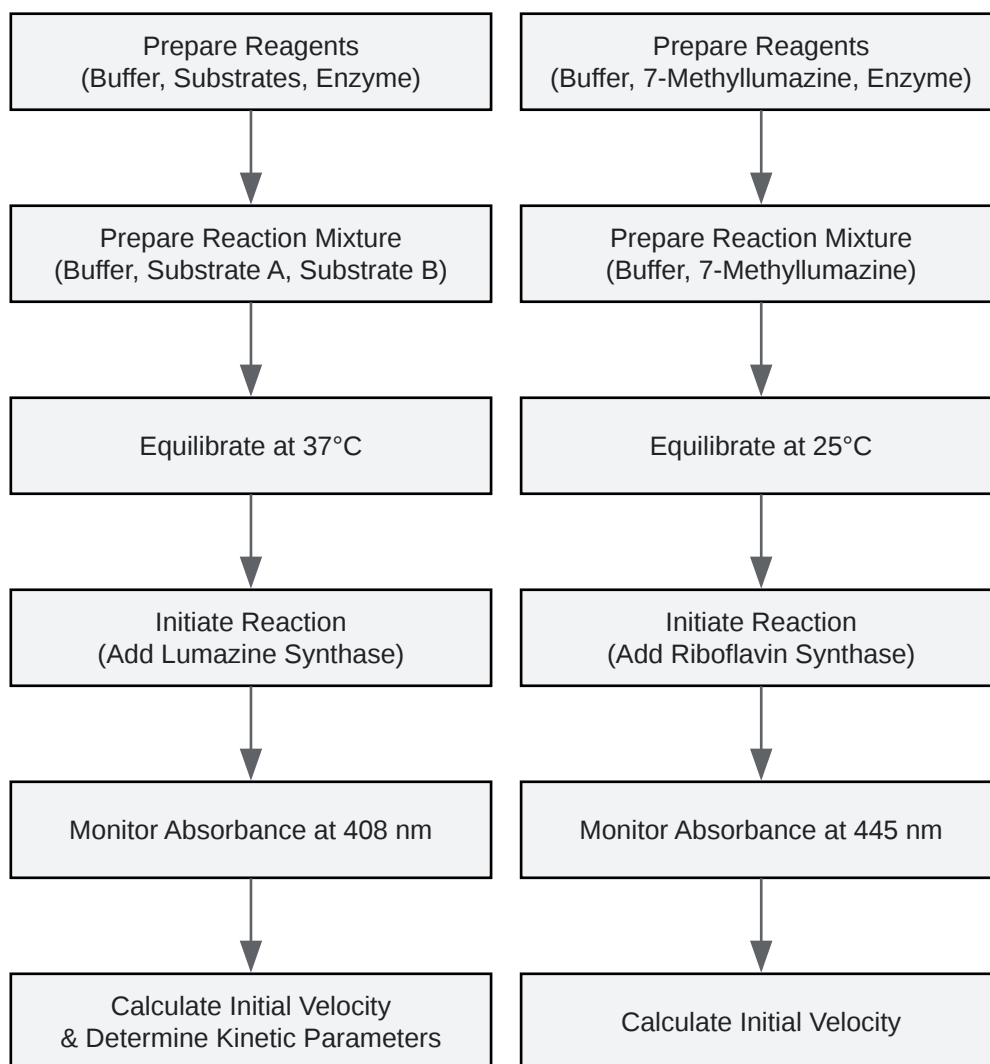 Prepare Reagents
(Buffer, Substrates, Enzyme)
Prepare Reaction Mixture
(Buffer, Substrate A, Substrate B)
Equilibrate at 37°C
Initiate Reaction
(Add Lumazine Synthase)
Monitor Absorbance at 408 nm
Calculate Initial Velocity
& Determine Kinetic Parameters
Prepare Reagents
(Buffer, 7-Methyllumazine, Enzyme)
Prepare Reaction Mixture
(Buffer, 7-Methyllumazine)
Equilibrate at 25°C
Initiate Reaction
(Add Riboflavin Synthase)
Monitor Absorbance at 445 nm
Calculate Initial Velocity